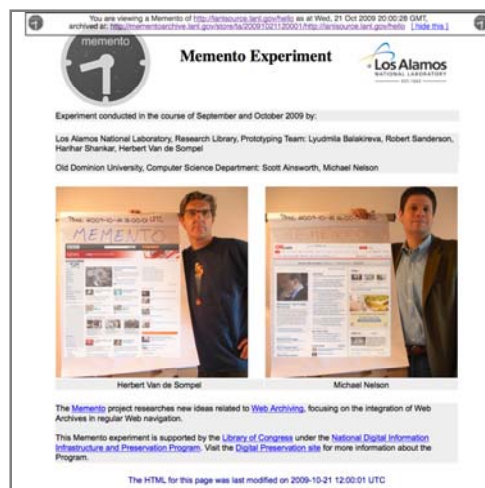 You are viewing a Memento of http://lanlsource.lanl.gov/hello as at Wed, 21 Oct 2009 20:00:28 GMT,
archived at: http://mementoarchive.lanl.gov/store/ta/20091021120001/http://lanlsource.lanl.gov/hello [ hide this ]
memento
Memento Experiment
Los Alamos
NATIONAL LABORATORY
EST. 1943
Experiment conducted in the course of September and October 2009 by:
Los Alamos National Laboratory, Research Library, Prototyping Team: Lyudmila Balakireva, Robert Sanderson,
Harihar Shankar, Herbert Van de Sompel
Old Dominion University, Computer Science Department: Scott Ainsworth, Michael Nelson
MEMENTO
MEMENTO
Herbert Van de Sompel
Michael Nelson
The Memento project researches new ideas related to Web Archiving, focusing on the integration of Web
Archives in regular Web navigation.
This Memento experiment is supported by the Library of Congress under the National Digital Information
Infrastructure and Preservation Program. Visit the Digital Preservation site for more information about the
Program.
The HTML for this page was last modified on 2009-10-21 12:00:01 UTC